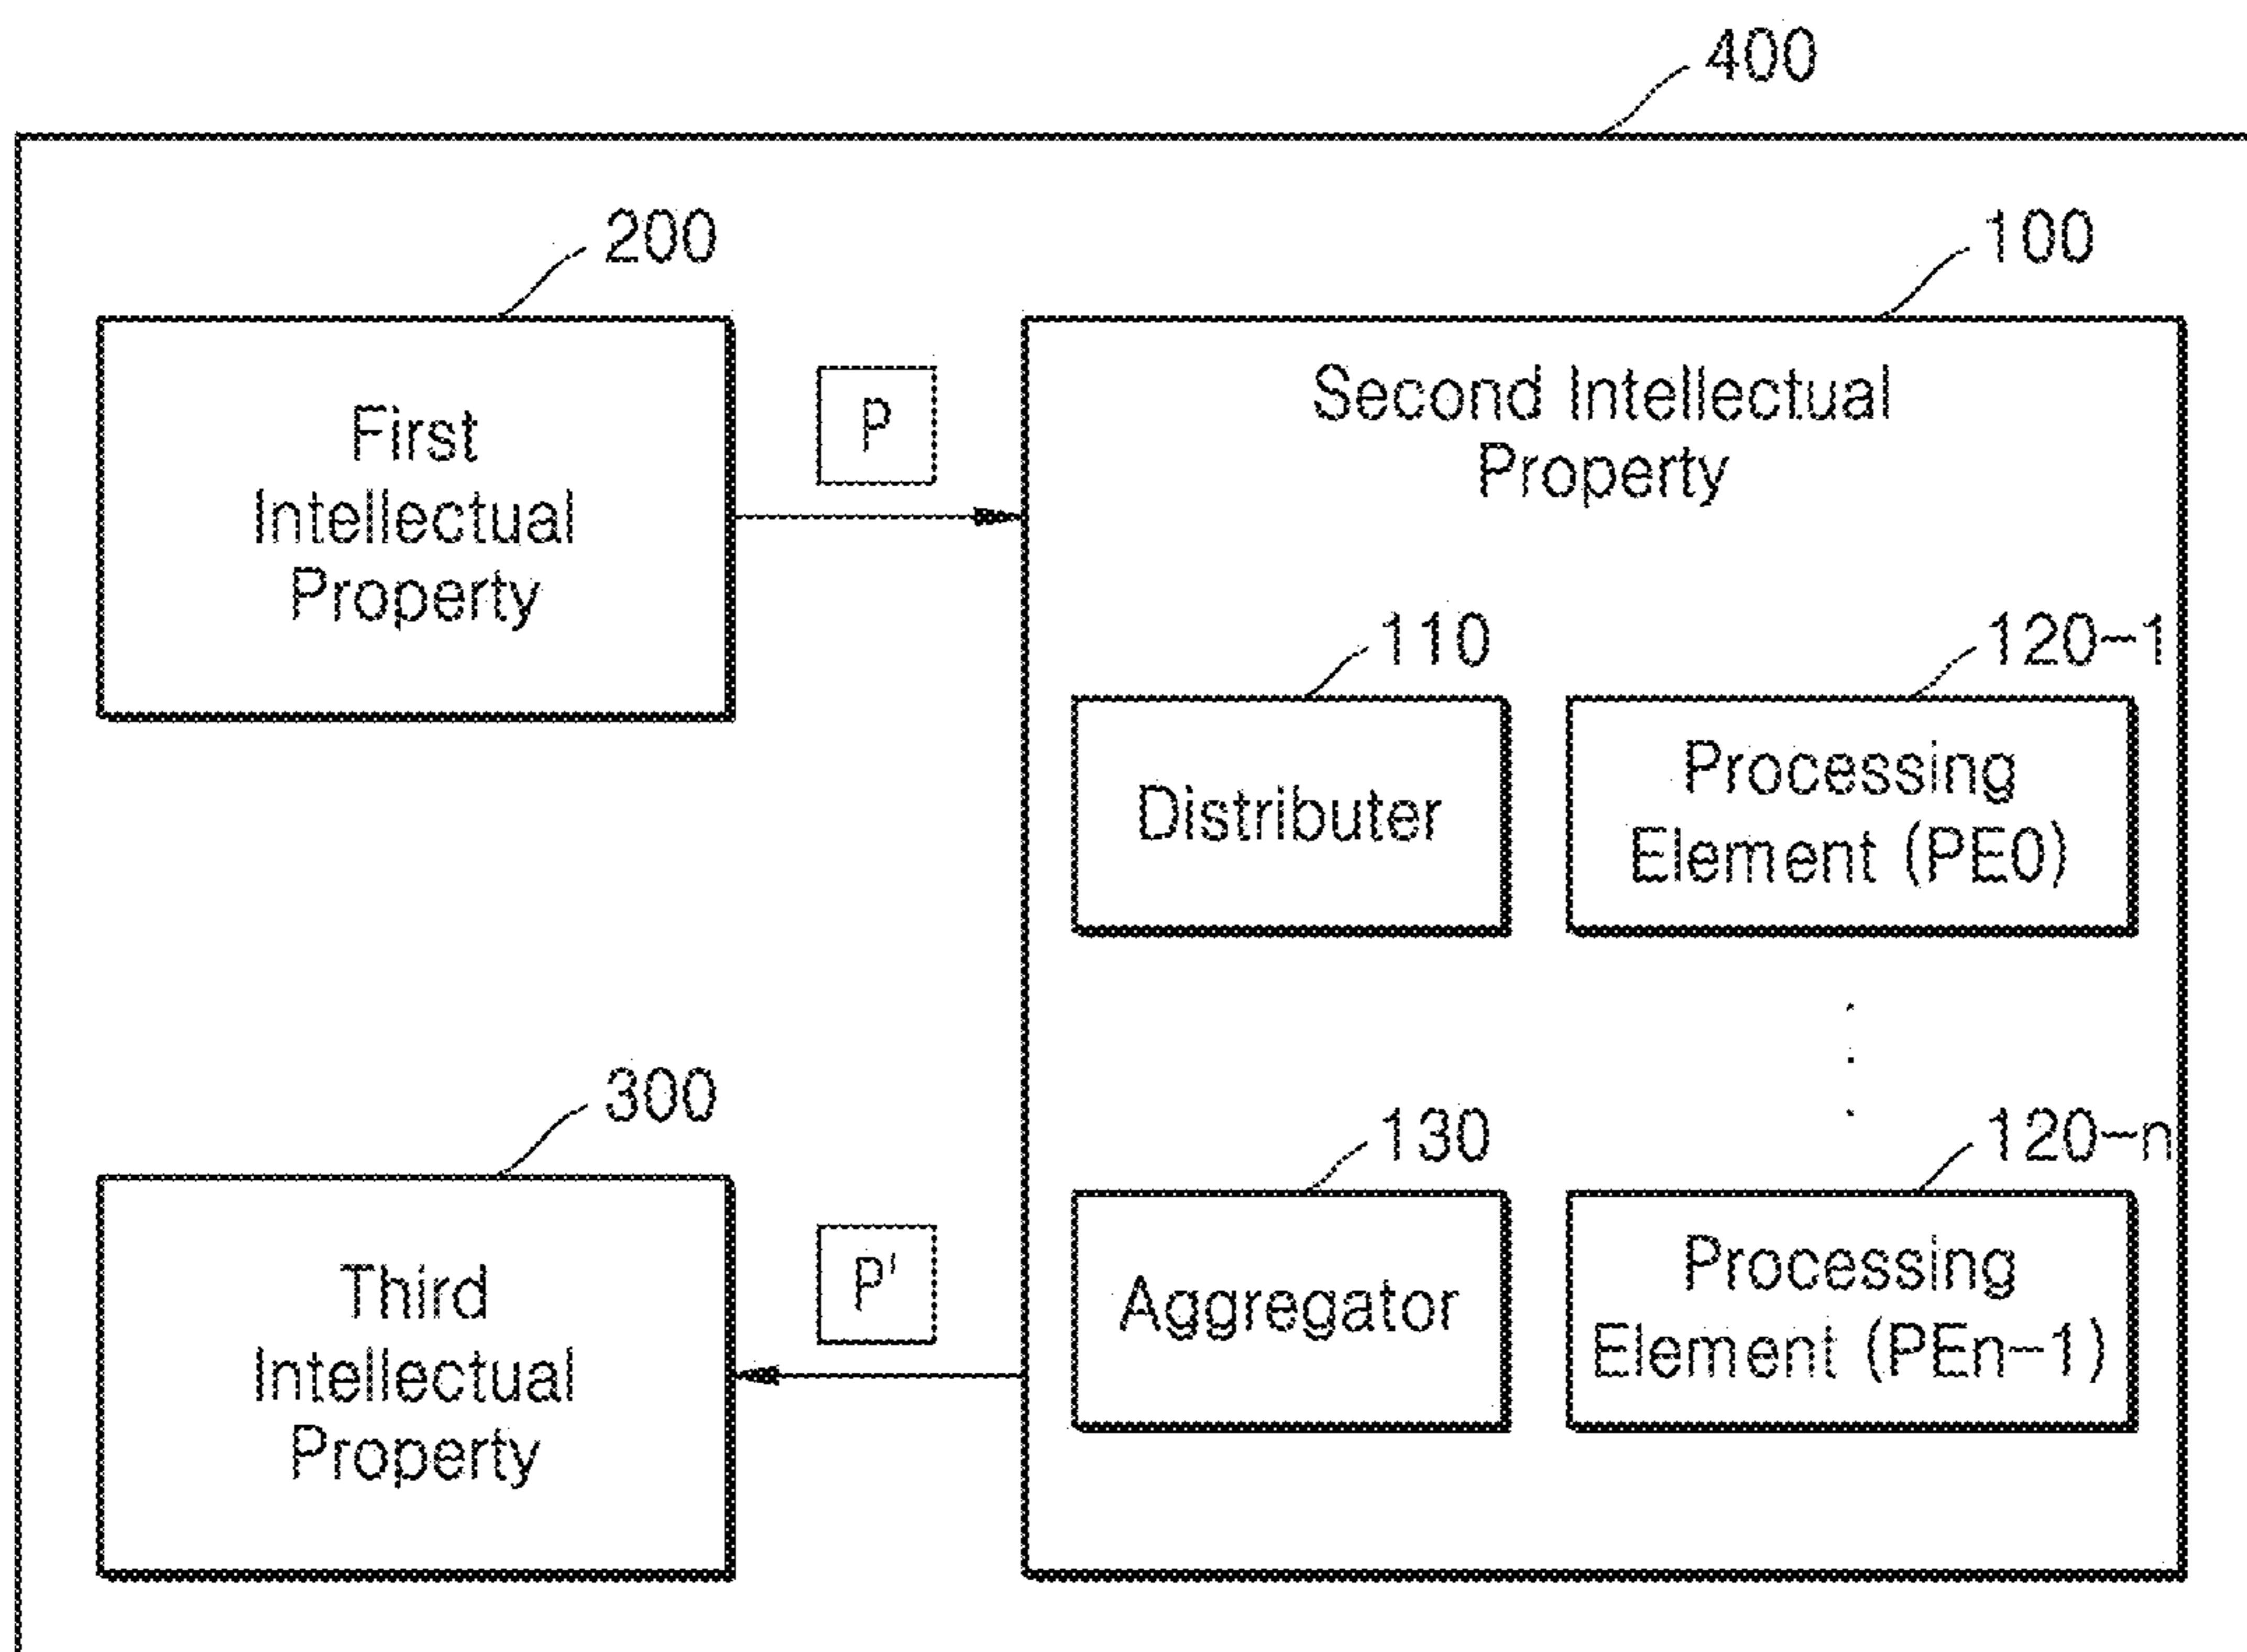 400
200
100
First
Intellectual
Property
P
Second Intellectual
Property
110
120-1
Distributer
Processing
Element (PE0)
300
130
120-n
Third
Intellectual
Property
P'
Aggregator
Processing
Element (PEn-1)